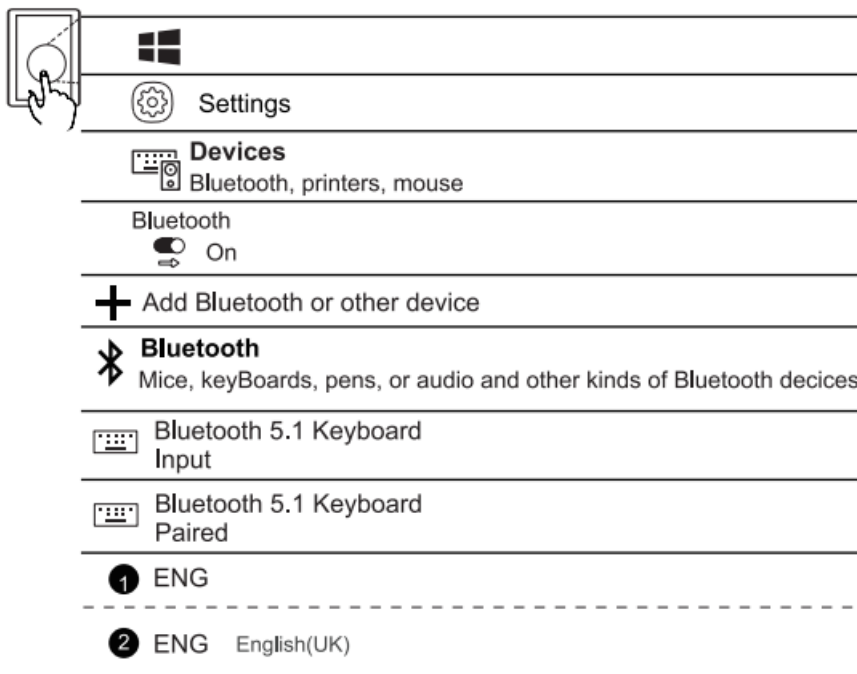 Settings
Devices
Bluetooth, printers, mouse
Bluetooth
On
Add Bluetooth or other device
Bluetooth
Mice, keyBoards, pens, or audio and other kinds of Bluetooth decices
Bluetooth 5.1 Keyboard
Input
Bluetooth 5.1 Keyboard
Paired
1 ENG
2 ENG English(UK)